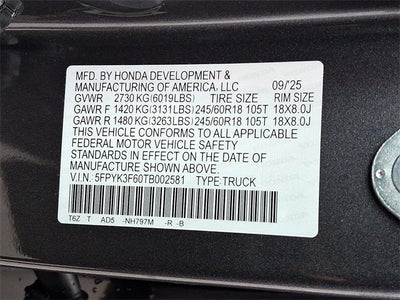 MFD. BY HONDA DEVELOPMENT &
MANUFACTURING OF AMERICA, LLC 09/'25
GVWR 2730 KG(6019LBS) TIRE SIZE RIM SIZE
GAWR F 1420 KG(3131LBS) 245/60R18 105T 18X8.0J
GAWR R 1480 KG(3263LBS) 245/60R18 105T 18X8.0J
THIS VEHICLE CONFORMS TO ALL APPLICABLE
FEDERAL MOTOR VEHICLE SAFETY
STANDARDS IN EFFECT ON THE DATE OF
MANUFACTURE SHOWN ABOVE.
V.I.N. 5FPYK3F60TB002581 TYPE:TRUCK
T6Z T AD5 -NH797M -R -B